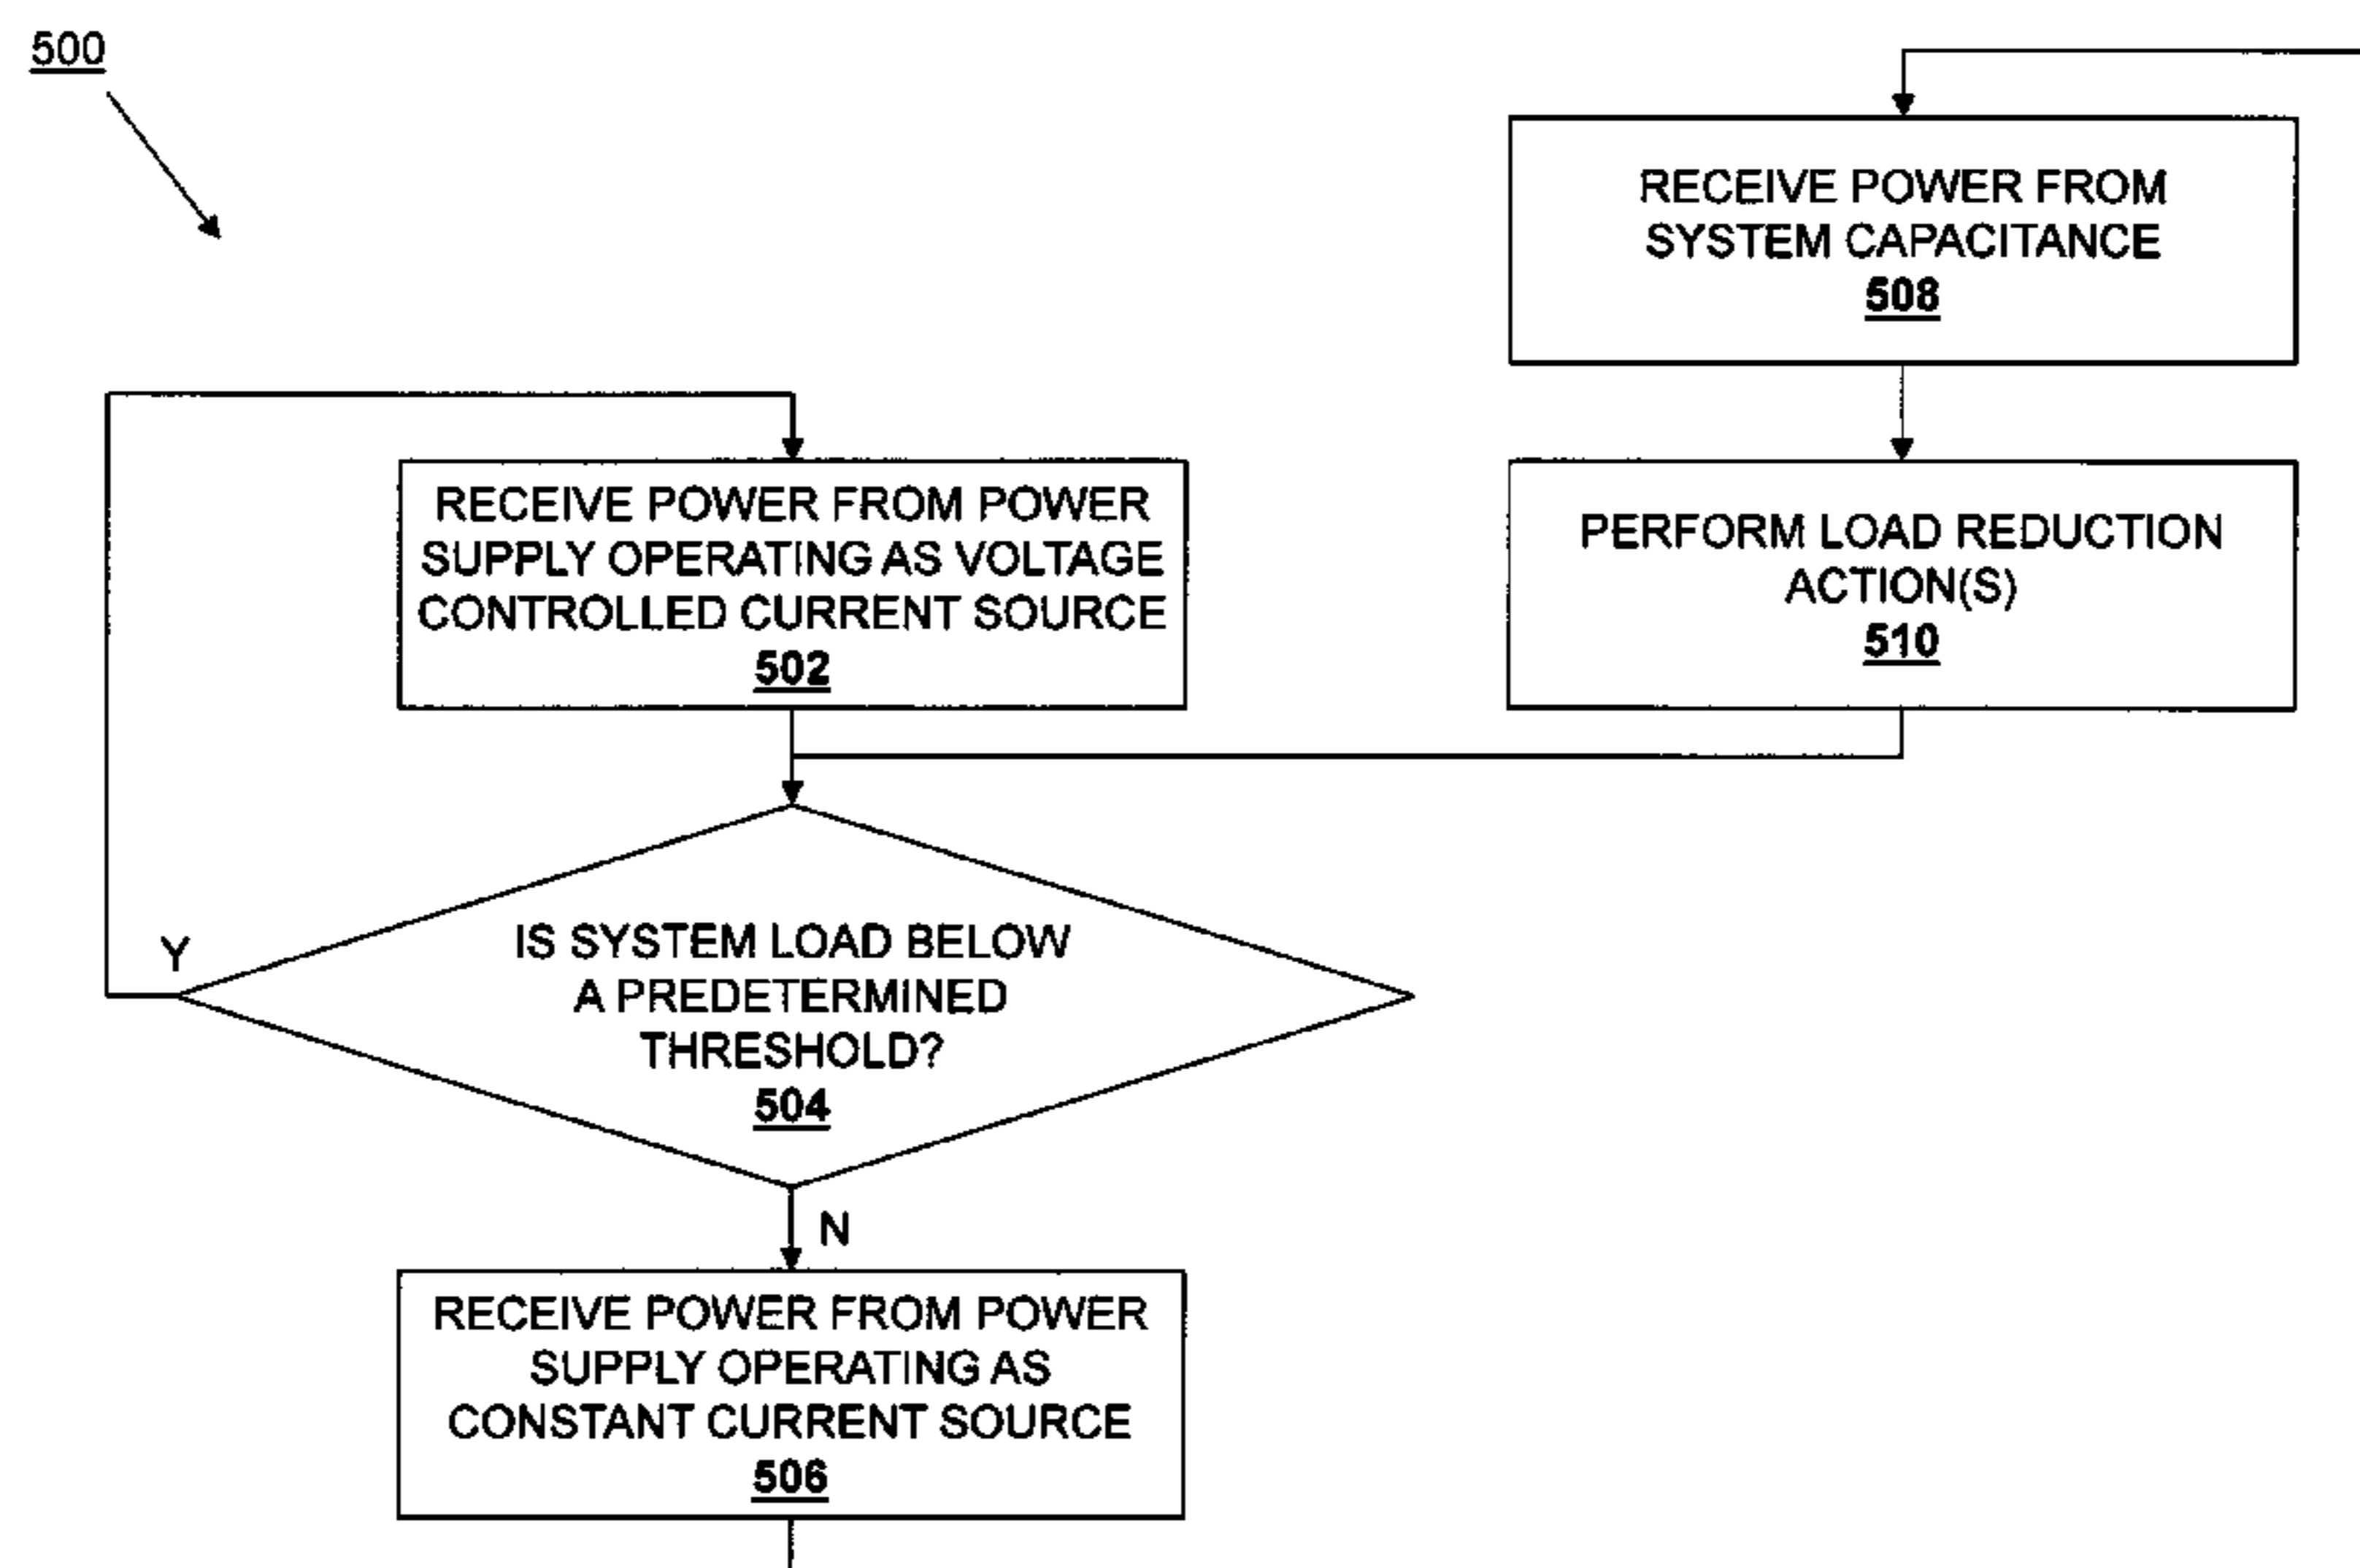 500
RECEIVE POWER FROM
SYSTEM CAPACITANCE
508
RECEIVE POWER FROM POWER
SUPPLY OPERATING AS VOLTAGE
CONTROLLED CURRENT SOURCE
502
PERFORM LOAD REDUCTION
ACTION(S)
510
IS SYSTEM LOAD BELOW
A PREDETERMINED
THRESHOLD?
504
Y
N
RECEIVE POWER FROM POWER
SUPPLY OPERATING AS
CONSTANT CURRENT SOURCE
506